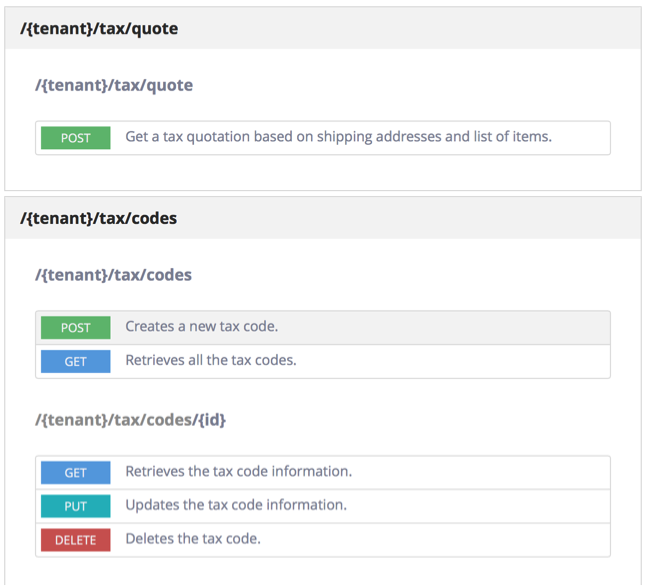 /{tenant}/tax/quote
/{tenant}/tax/quote
POST Get a tax quotation based on shipping addresses and list of items.
/{tenant}/tax/codes
/{tenant}/tax/codes
POST Creates a new tax code.
GET Retrieves all the tax codes.
/{tenant}/tax/codes/{id}
GET Retrieves the tax code information.
PUT Updates the tax code information.
DELETE Deletes the tax code.